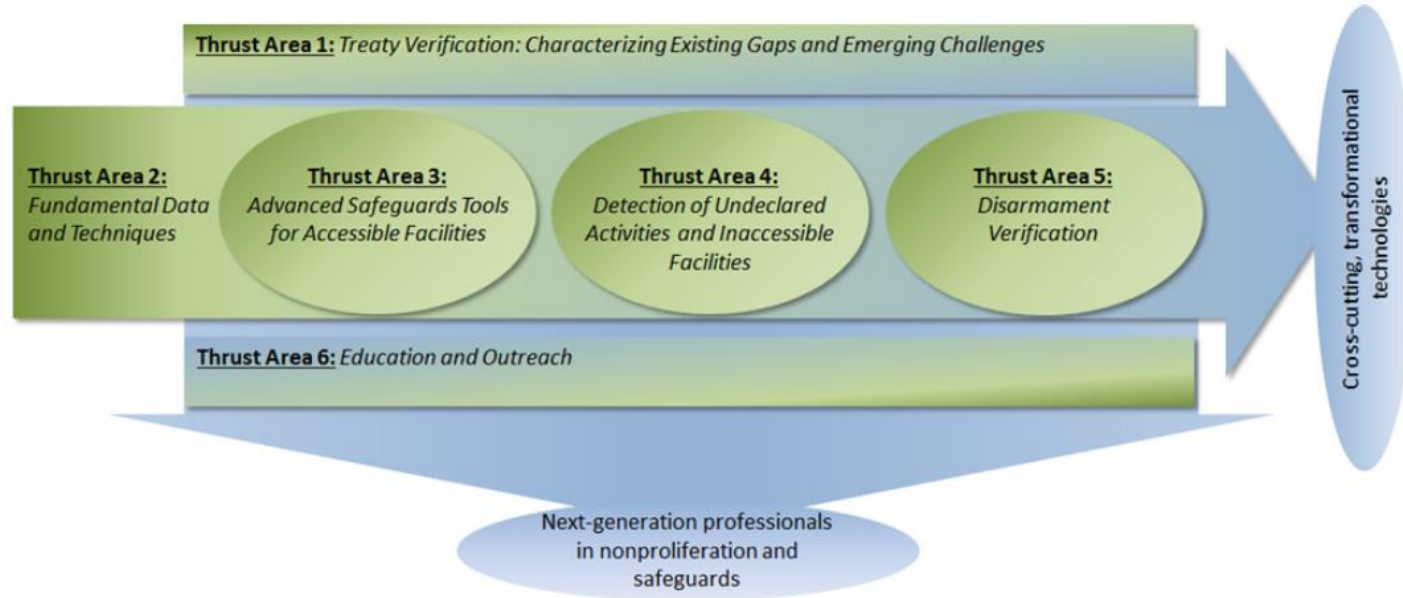 Thrust Area 1: Treaty Verification: Characterizing Existing Gaps and Emerging Challenges
Thrust Area 2:
Fundamental Data
and Techniques
Thrust Area 3:
Advanced Safeguards Tools
for Accessible Facilities
Thrust Area 4:
Detection of Undeclared
Activities and Inaccessible
Facilities
Thrust Area 5:
Disarmament
Verification
Cross-cutting, transformational
technologies
Thrust Area 6: Education and Outreach
Next-generation professionals
in nonproliferation and
safeguards